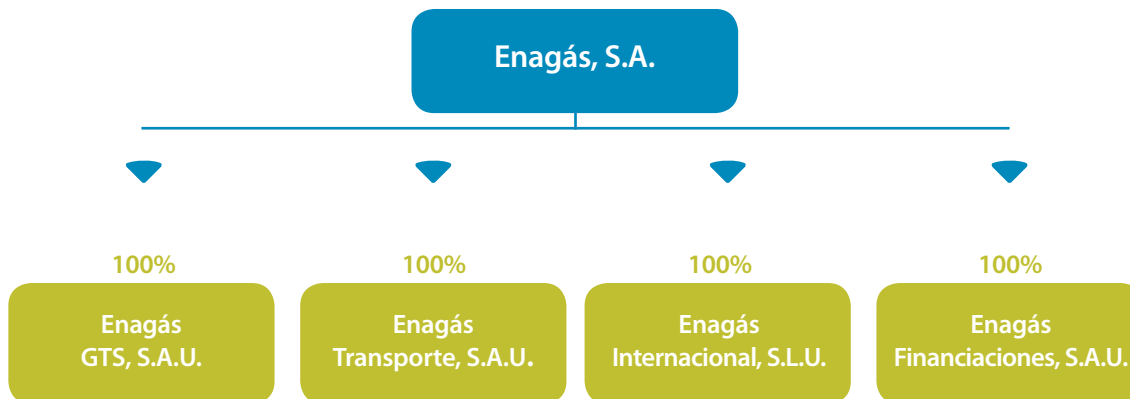 Enagás, S.A.
100%
100%
100%
100%
Enagás
GTS, S.A.U.
Enagás
Transporte, S.A.U.
Enagás
Internacional, S.L.U.
Enagás
Financiaciones, S.A.U.